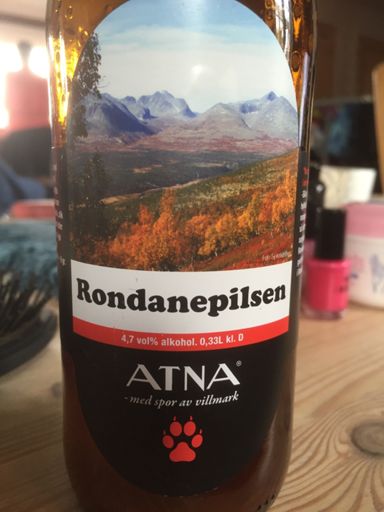 Rondanepilsen
4,7 vol% alkohol. 0,33L kl. D
ATNA®
- med spor av villmark